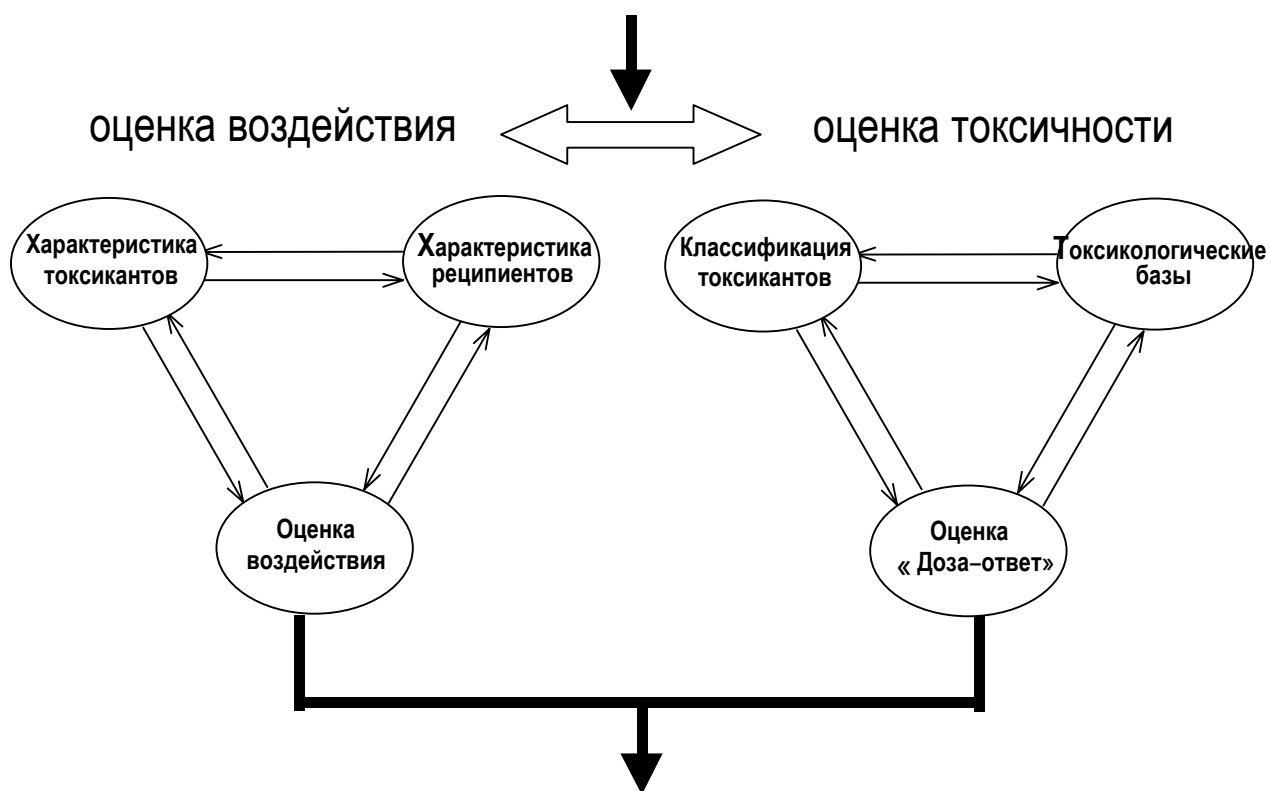 оценка воздействия
оценка токсичности
Характеристика
токсикантов
Характеристика
реципиентов
Классификация
токсикантов
Токсикологические
базы
Оценка
воздействия
Оценка
« Доза–ответ»